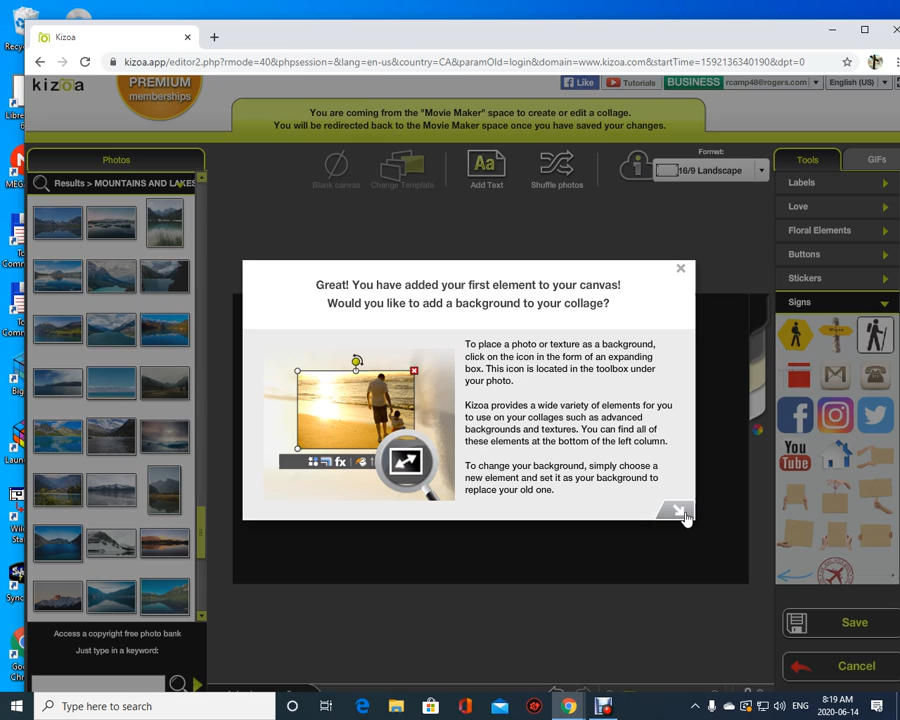 Recy
Kizoa
kizoa.app/editor2.php?rmode=40&phpsession=&lang=en-us&country=CA&paramOld=login&domain=www.kizoa.com&startTime=1592136340190&dpt=0
kizoa
PREMIUM
memberships
You are coming from the "Movie Maker" space to create or edit a collage.
You will be redirected back to the Movie Maker space once you have saved your changes.
Like
Tutorials
BUSINESS
rcamp48@rogers.com
English (US)
Photos
Results > MOUNTAINS AND LAKES
Blank canvas
Change Template
Aa
Add Text
Shuffle photos
Format:
16/9 Landscape
Tools
GIFs
Labels
Love
Floral Elements
Buttons
Stickers
Signs
You
Tube
Great! You have added your first element to your canvas!
Would you like to add a background to your collage?
fx
To place a photo or texture as a background,
click on the icon in the form of an expanding
box. This icon is located in the toolbox under
your photo.
Kizoa provides a wide variety of elements for you
to use on your collages such as advanced
backgrounds and textures. You can find all of
these elements at the bottom of the left column.
To change your background, simply choose a
new element and set it as your background to
replace your old one.
Access a copyright free photo bank
Just type in a keyword:
Save
Cancel
Type here to search
ENG
8:19 AM
2020-06-14